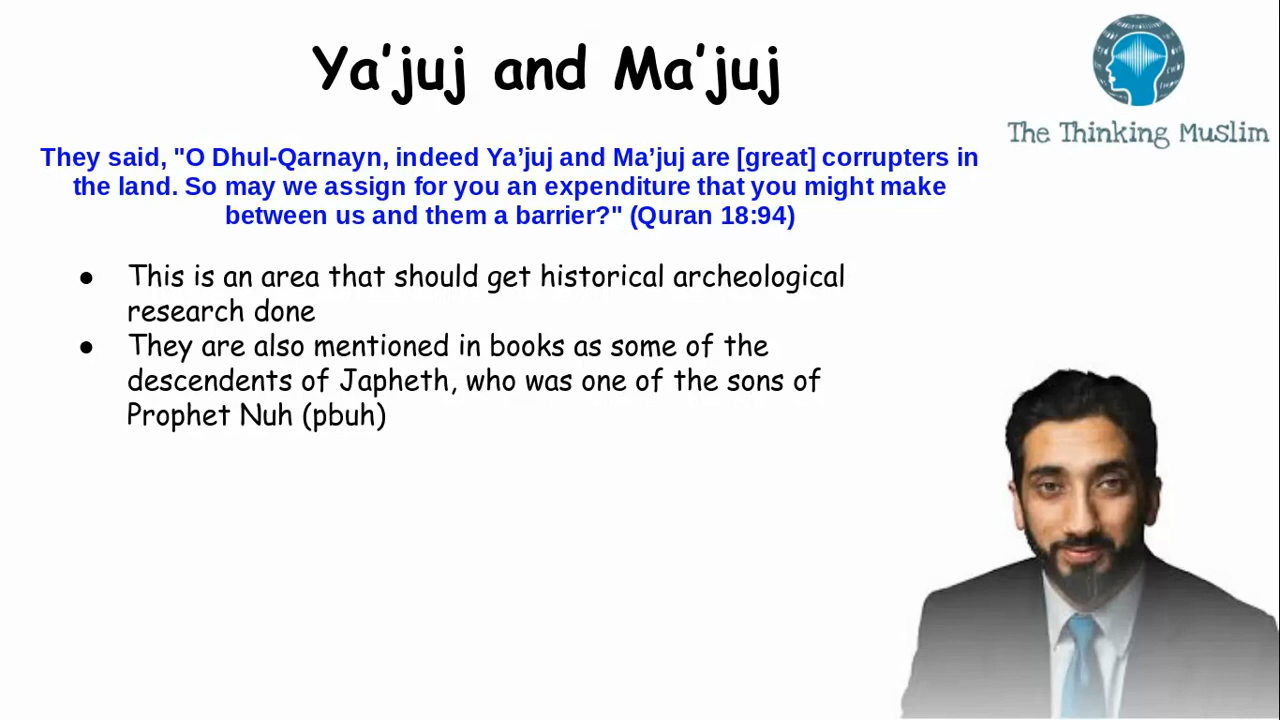 Ya’juj and Ma’juj
The Thinking Muslim
They said, "O Dhul-Qarnayn, indeed Ya’juj and Ma’juj are [great] corrupters in
the land. So may we assign for you an expenditure that you might make
between us and them a barrier?" (Quran 18:94)
● This is an area that should get historical archeological
research done
● They are also mentioned in books as some of the
descendents of Japheth, who was one of the sons of
Prophet Nuh (pbuh)